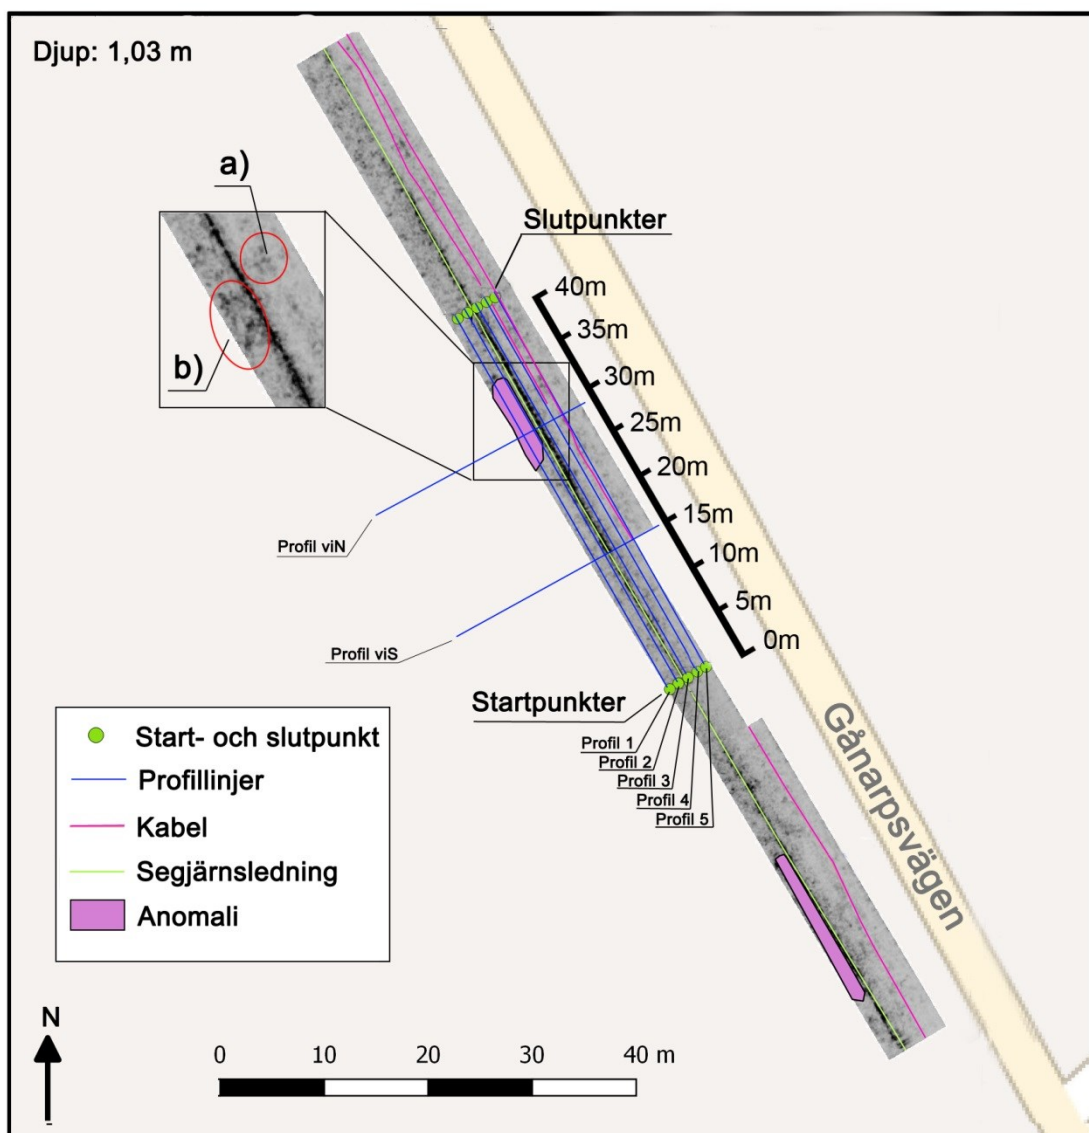 Djup: 1,03 m
a)
b)
Slutpunkter
40m
35m
30m
25m
20m
15m
10m
5m
0m
Profil viN
Profil viS
Startpunkter
Profil 1
Profil 2
Profil 3
Profil 4
Profil 5
Gånarpsvägen
Start- och slutpunkt
Profillinjer
Kabel
Segjärnsledning
Anomali
N
0 10 20 30 40 m